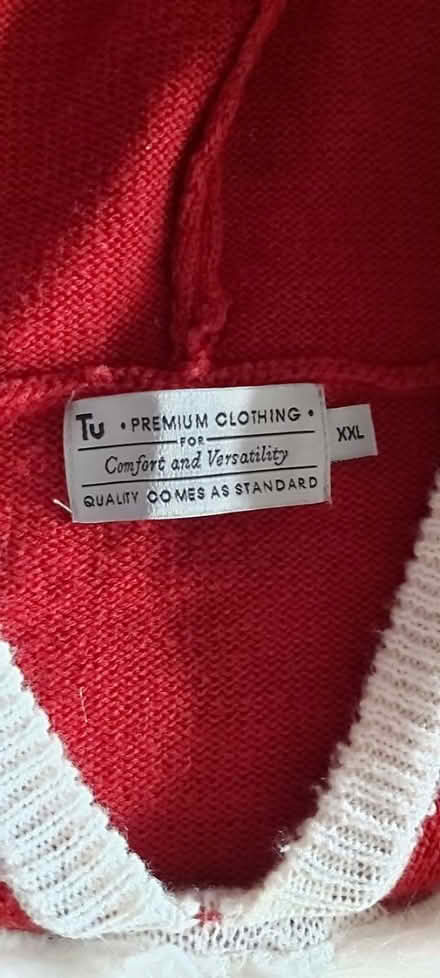 Tu • PREMIUM CLOTHING •
FOR
Comfort and Versatility
QUALITY COMES AS STANDARD
XXL